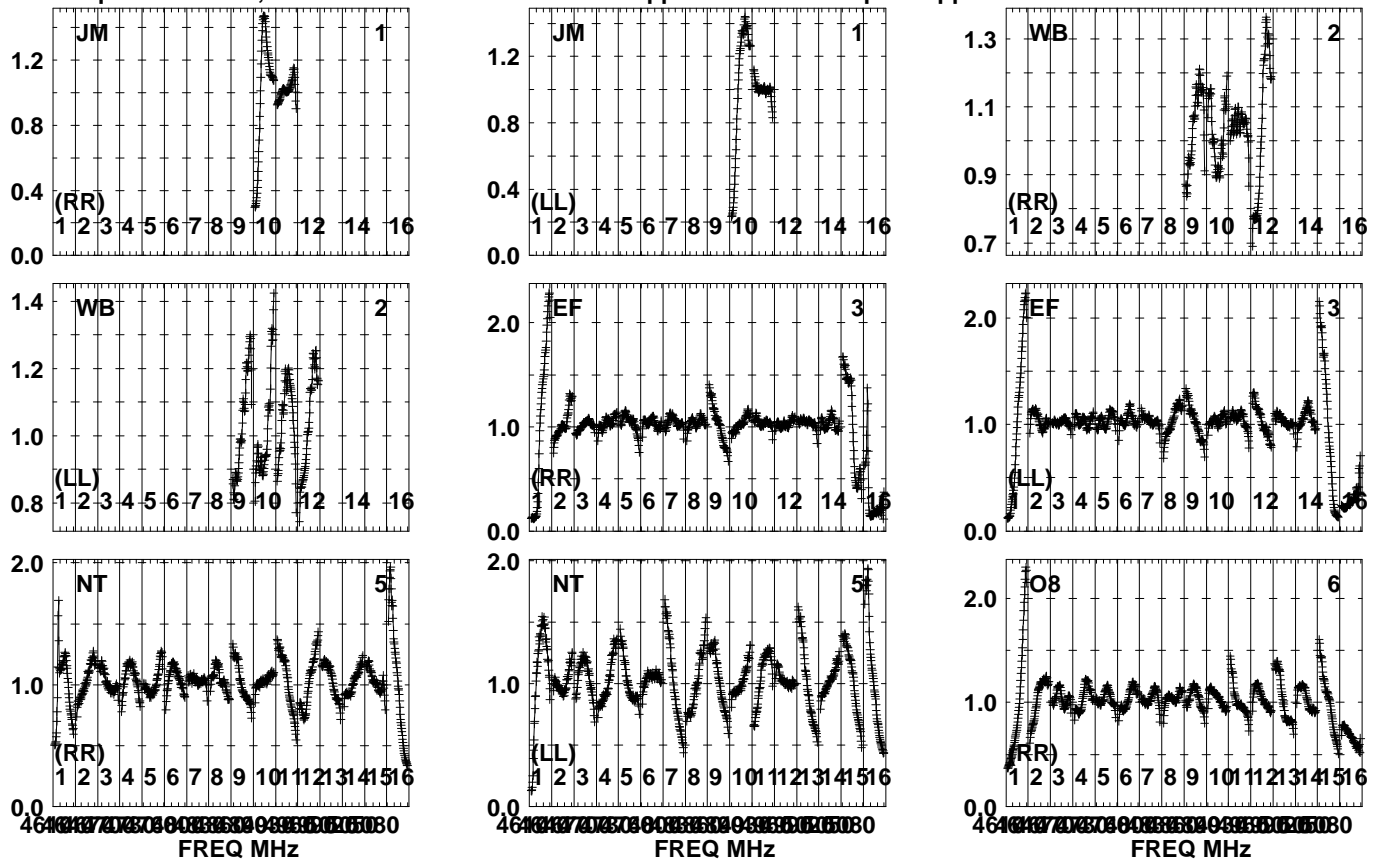 JM 1
1.2
0.8
0.4
(RR)
1 2 3 4 5 6 7 8 9 10 12 14 16
0.0
JM 1
1.2
0.8
0.4
(LL)
1 2 3 4 5 6 7 8 9 10 12 14 16
0.0
WB 2
1.3
1.1
0.9
(RR)
1 2 3 4 5 6 7 8 9 10 12 14 16
0.7
WB 2
1.4
1.2
1.0
(LL)
1 2 3 4 5 6 7 8 9 10 12 14 16
0.8
EF 3
2.0
1.0
(RR)
1 2 3 4 5 6 7 8 9 10 12 14 16
0.0
EF 3
2.0
1.0
(LL)
1 2 3 4 5 6 7 8 9 10 12 14 16
0.0
2.0
NT 5
1.0
(RR)
1 2 3 4 5 6 7 8 9 10 11 12 13 14 15 16
0.0
FREQ MHz
2.0
NT 5
1.0
(LL)
1 2 3 4 5 6 7 8 9 10 11 12 13 14 15 16
0.0
FREQ MHz
O8 6
2.0
1.0
(RR)
1 2 3 4 5 6 7 8 9 10 11 12 13 14 15 16
0.0
FREQ MHz